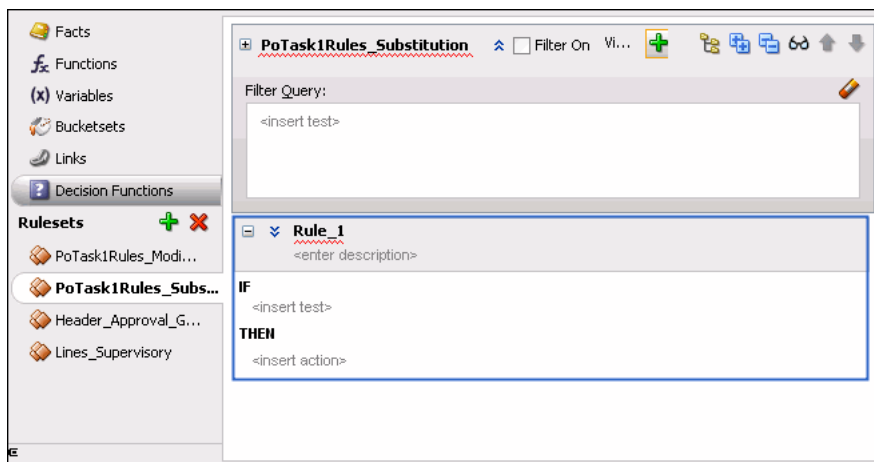 Facts
fx Functions
(x) Variables
Bucketsets
Links
? Decision Functions
Rulesets
PoTask1Rules_Modi...
PoTask1Rules_Subs...
Header_Approval_G...
Lines_Supervisory
PoTask1Rules_Substitution Filter On Vi...
Filter Query:
<insert test>
Rule_1
<enter description>
IF
<insert test>
THEN
<insert action>